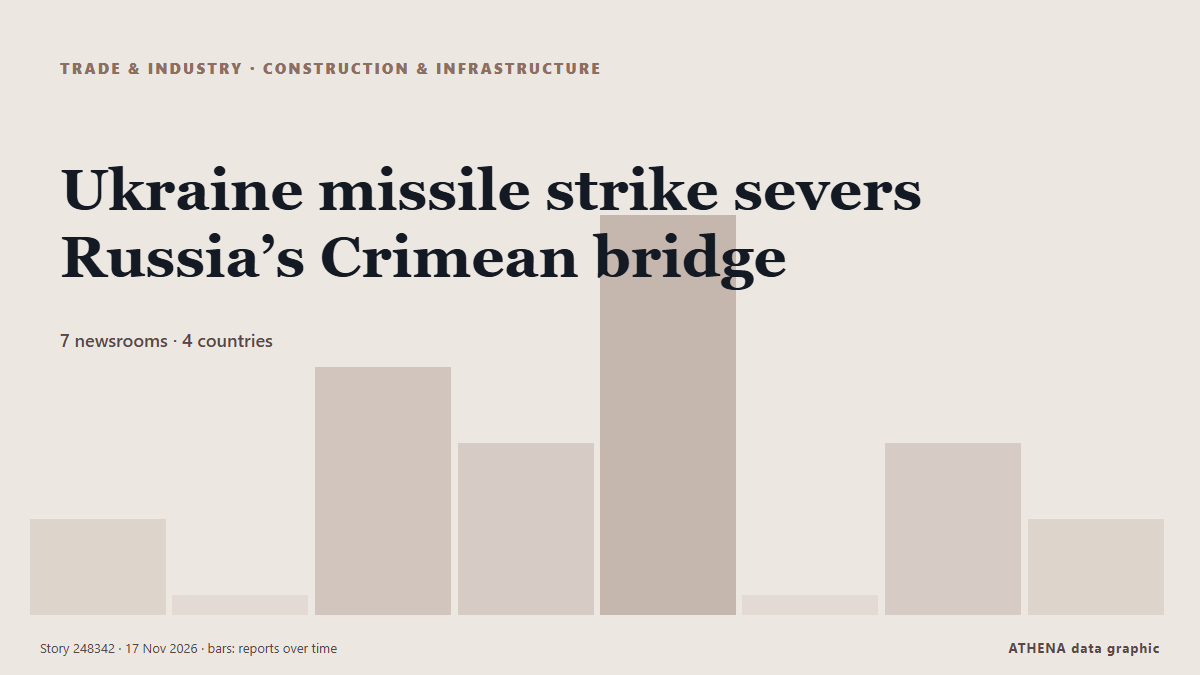 TRADE & INDUSTRY · CONSTRUCTION & INFRASTRUCTURE
Ukraine missile strike severs
Russia’s Crimean bridge
7 newsrooms · 4 countries
Story 248342 · 17 Nov 2026 · bars: reports over time
ATHENA data graphic